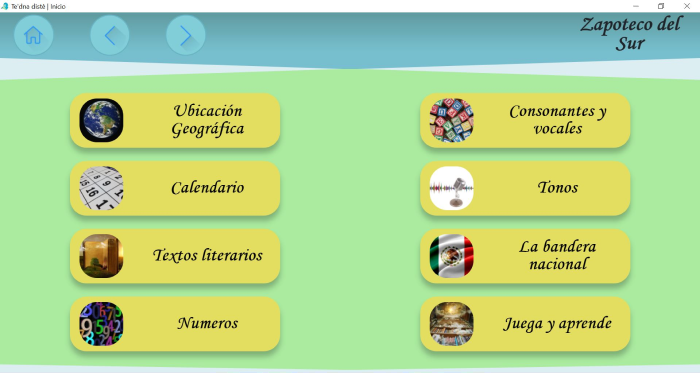 Te'dna disté | Inicio
Zapoteco del
Sur
Ubicación
Geográfica
Consonantes y
vocales
Calendario
Tonos
Textos literarios
La bandera
nacional
Numeros
Juega y aprende